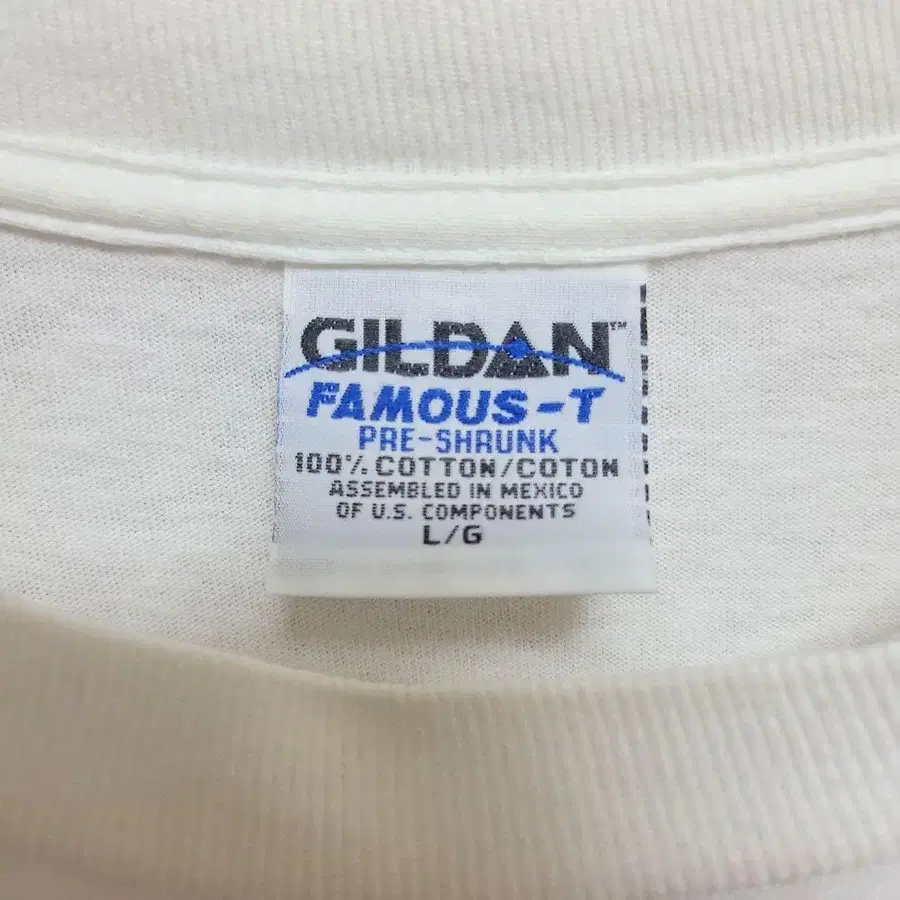 GILDAN™
FAMOUS-T
PRE-SHRUNK
100% COTTON/COTON
ASSEMBLED IN MEXICO
OF U.S. COMPONENTS
L/G